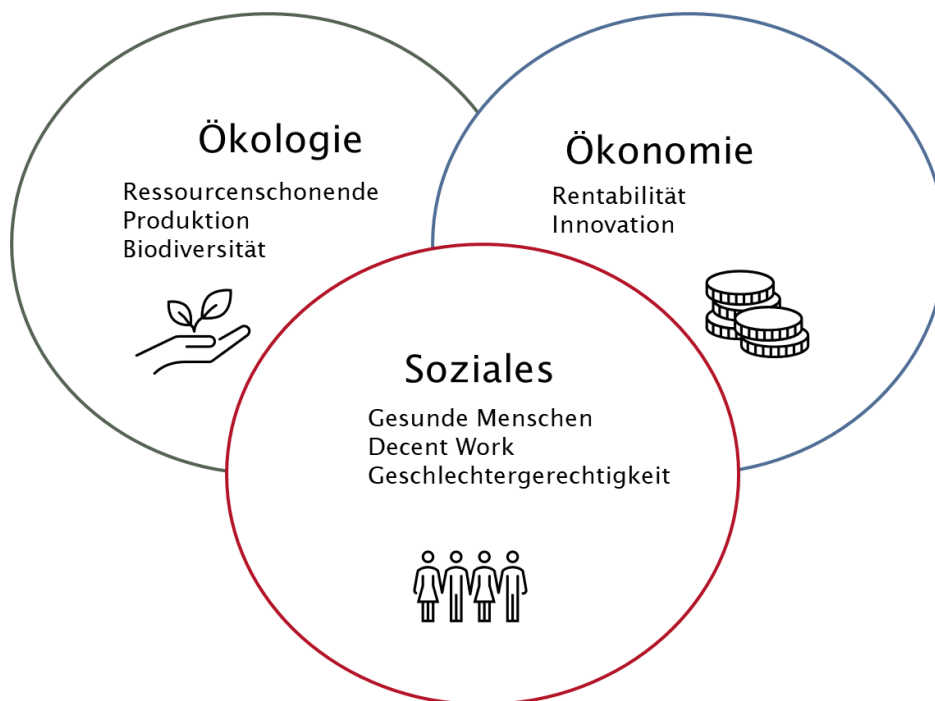 Ökologie
Ressourcenschonende
Produktion
Biodiversität
Ökonomie
Rentabilität
Innovation
Soziales
Gesunde Menschen
Decent Work
Geschlechtergerechtigkeit